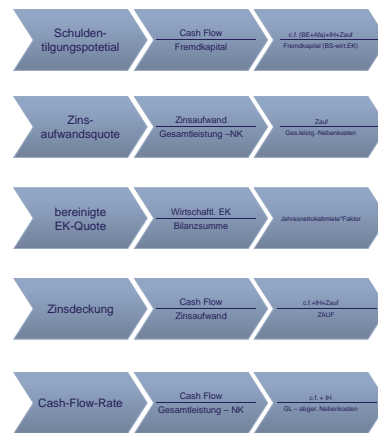 Schulden-
tilgungspotetial
Cash Flow
Fremdkapital
c.f. (BE+Afa)+IH+Zauf
Fremdkapital (BS-wirt.EK)
Zins-
aufwandsquote
Zinsaufwand
Gesamtleistung –NK
Zauf
Ges.leistg.-Nebenkosten
bereinigte
EK-Quote
Wirtschaftl. EK
Bilanzsumme
Jahresnettokaltmiete*Faktor
Zinsdeckung
Cash Flow
Zinsaufwand
c.f.+IH+Zauf
ZAUF
Cash-Flow-Rate
Cash Flow
Gesamtleistung – NK
c.f. + IH
GL – abger. Nebenkosten